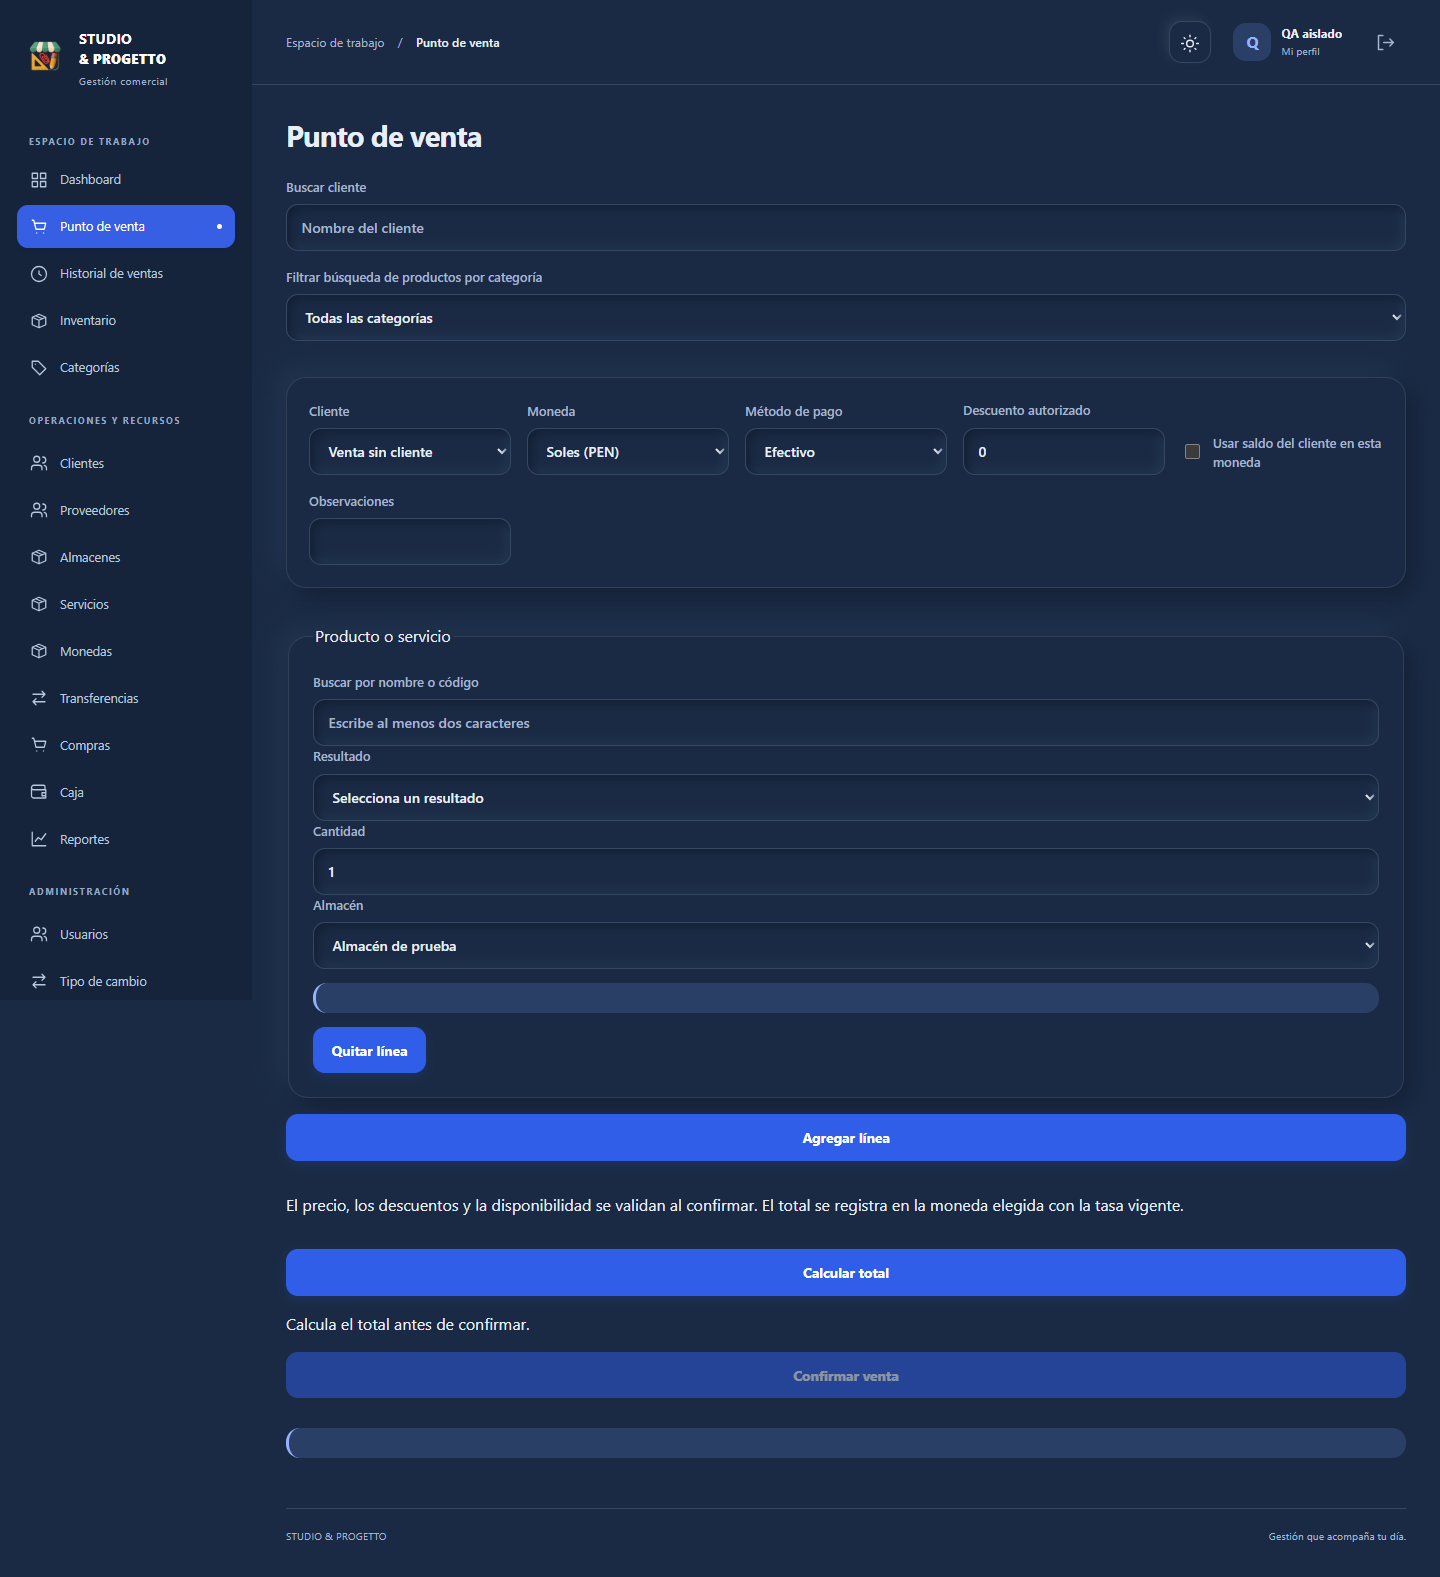 STUDIO
& PROGETTO
Gestión comercial
ESPACIO DE TRABAJO
Dashboard
Punto de venta
Historial de ventas
Inventario
Categorías
OPERACIONES Y RECURSOS
Clientes
Proveedores
Almacenes
Servicios
Monedas
Transferencias
Compras
Caja
Reportes
ADMINISTRACIÓN
Usuarios
Tipo de cambio
Espacio de trabajo / Punto de venta
Q
QA aislado
Mi perfil
Punto de venta
Buscar cliente
Nombre del cliente
Filtrar búsqueda de productos por categoría
Todas las categorías
Cliente
Venta sin cliente
Moneda
Soles (PEN)
Método de pago
Efectivo
Descuento autorizado
0
Usar saldo del cliente en esta
moneda
Observaciones
Producto o servicio
Buscar por nombre o código
Escribe al menos dos caracteres
Resultado
Selecciona un resultado
Cantidad
1
Almacén
Almacén de prueba
Quitar línea
Agregar línea
El precio, los descuentos y la disponibilidad se validan al confirmar. El total se registra en la moneda elegida con la tasa vigente.
Calcular total
Calcula el total antes de confirmar.
Confirmar venta
STUDIO & PROGETTO
Gestión que acompaña tu día.